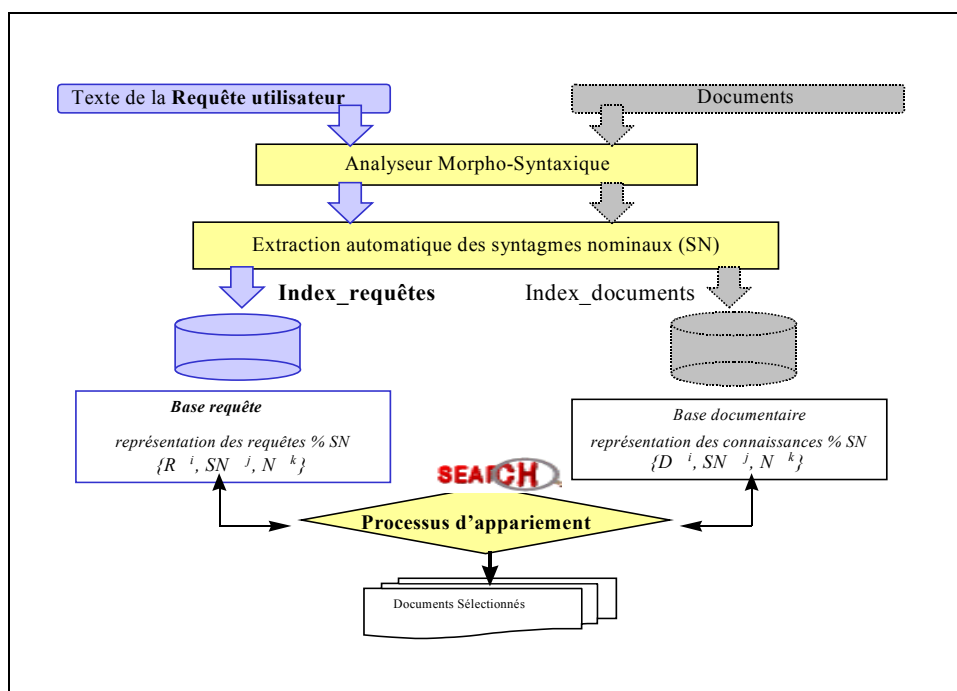 Texte de la Requête utilisateur
Documents
Analyseur Morpho-Syntaxique
Extraction automatique des syntagmes nominaux (SN)
Index_requêtes
Index_documents
Base requête
représentation des requêtes % SN
{R i, SN j, N k}
Base documentaire
représentation des connaissances % SN
{D i, SN j, N k}
SEARCH
Processus d'appariement
Documents Sélectionnés